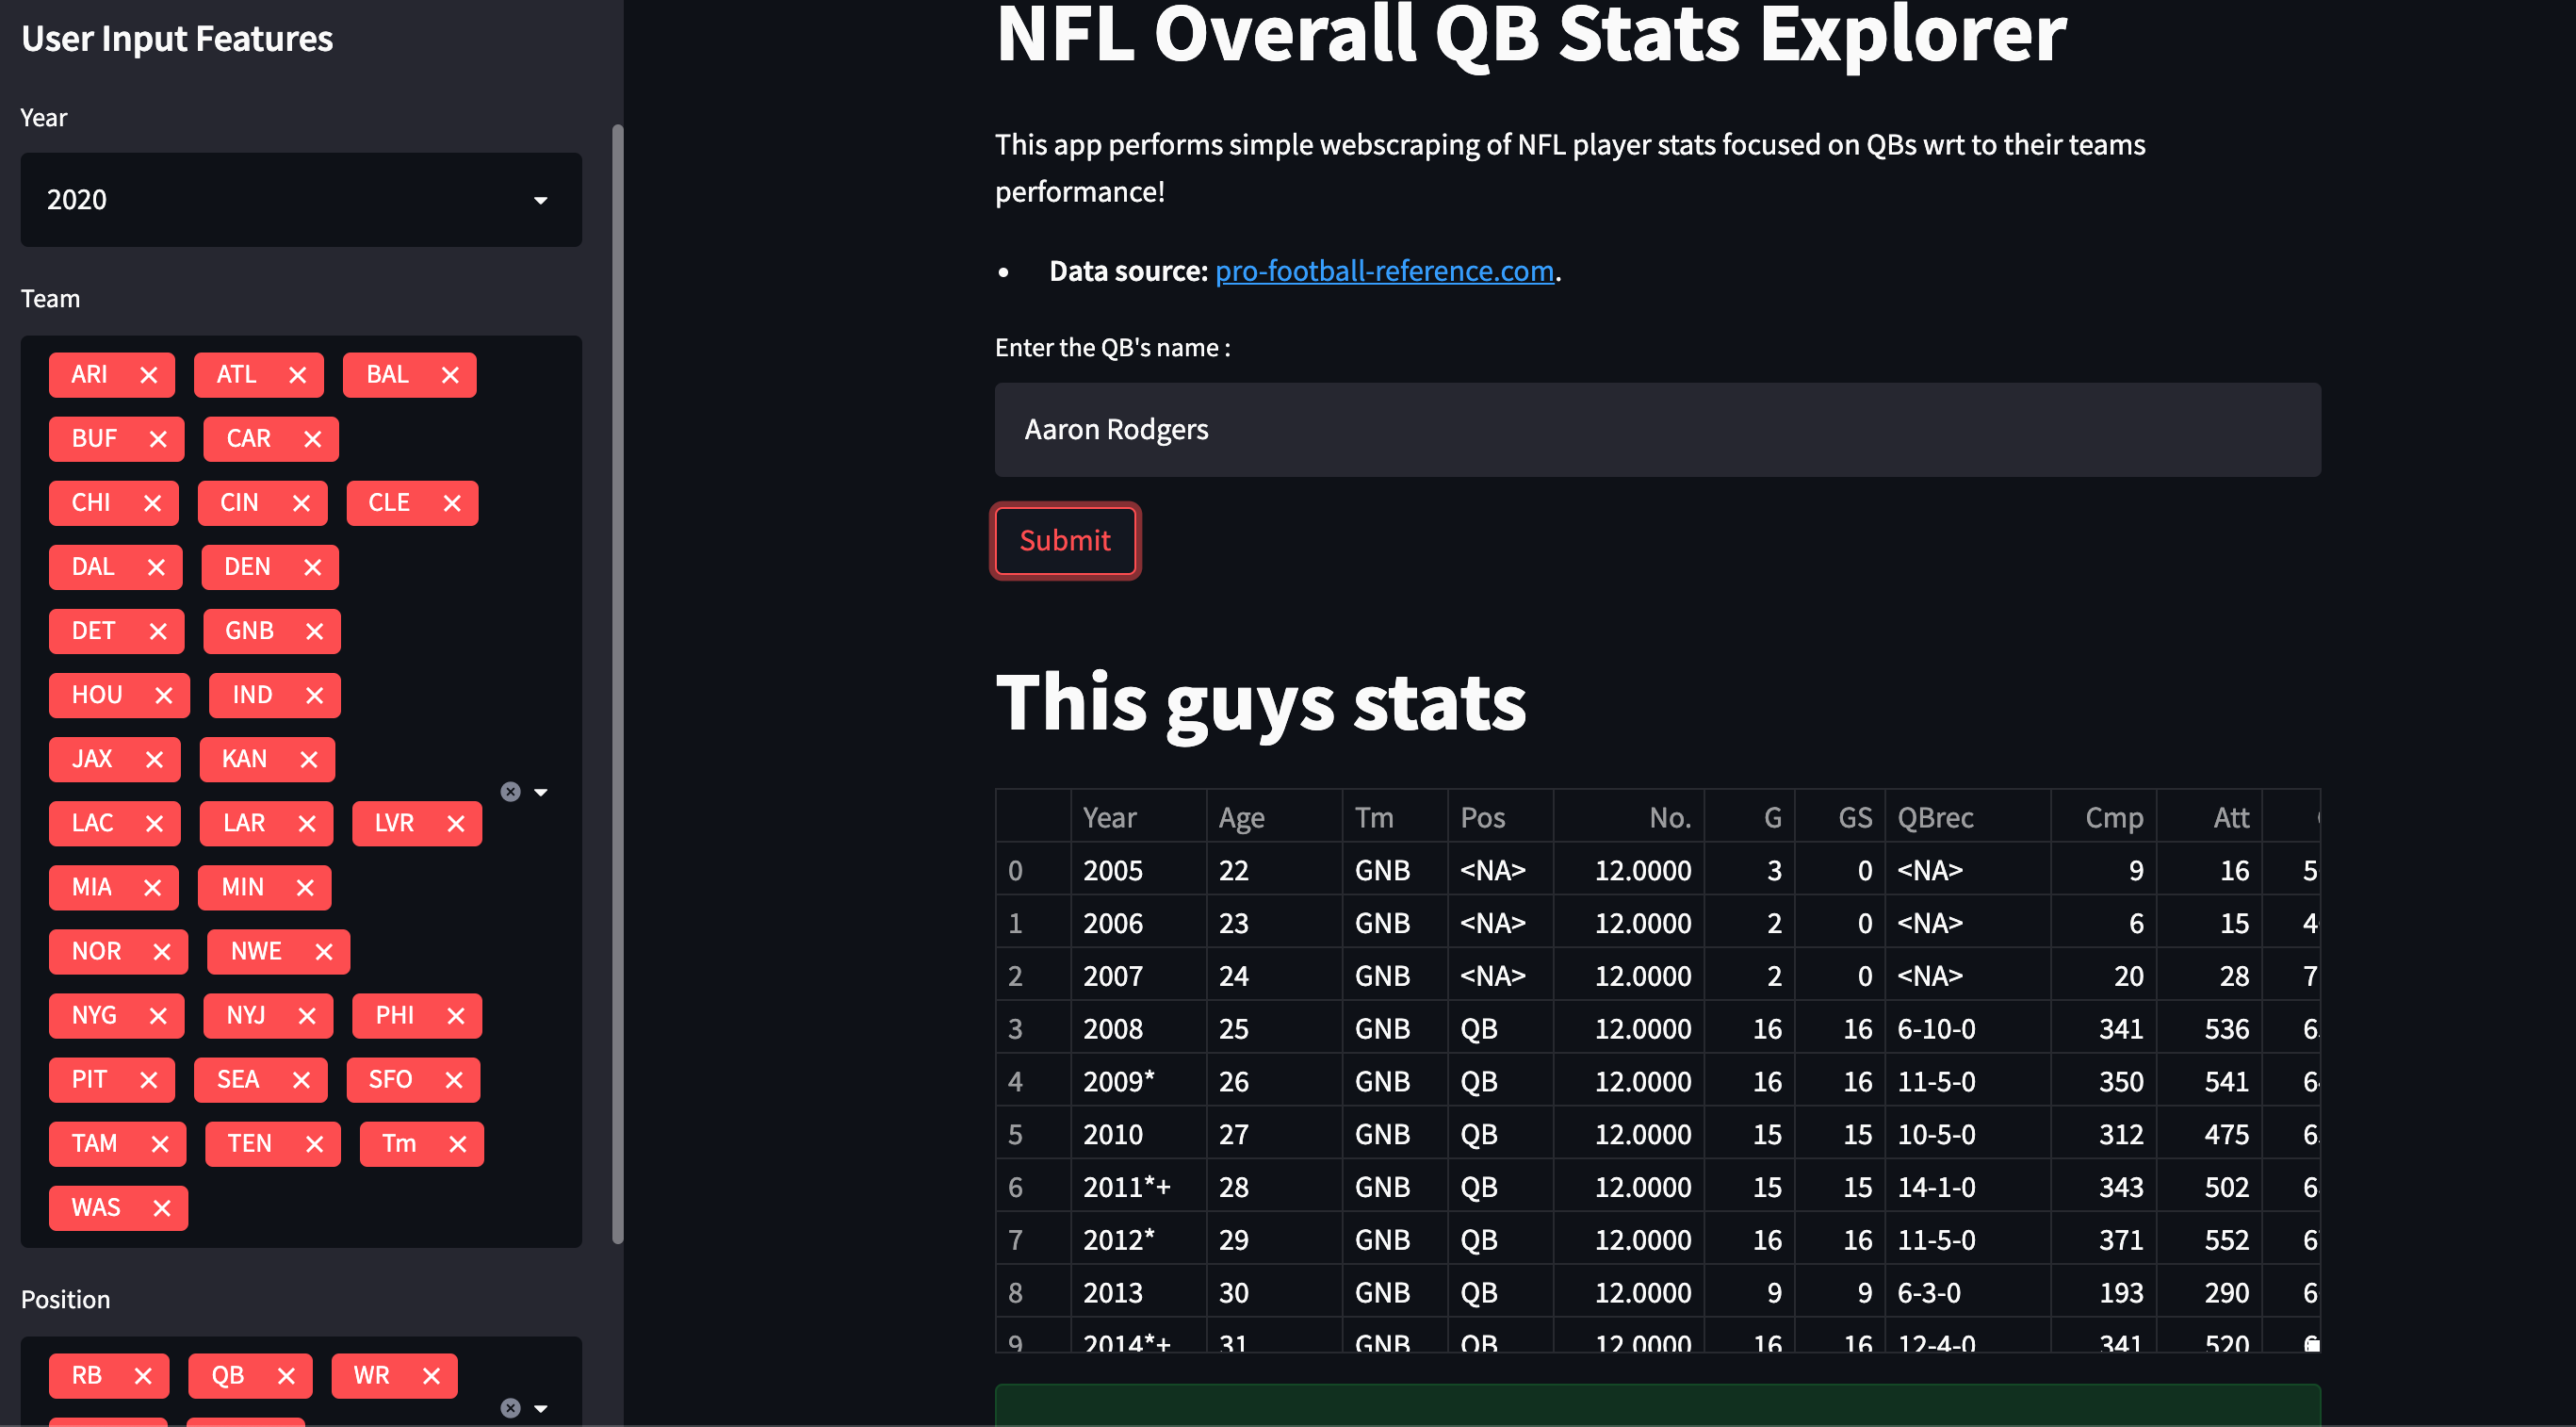 User Input Features
Year
2020
Team
ARI ATL BAL
BUF CAR
CHI CIN CLE
DAL DEN
DET GNB
HOU IND
JAX KAN
LAC LAR LVR
MIA MIN
NOR NWE
NYG NYJ PHI
PIT SEA SFO
TAM TEN Tm
WAS
Position
RB QB WR
NFL Overall QB Stats Explorer
This app performs simple webscraping of NFL player stats focused on QBs wrt to their teams
performance!
• Data source: pro-football-reference.com.
Enter the QB's name :
Aaron Rodgers
Submit
This guys stats
Year Age Tm Pos No. G GS QBrec Cmp Att
0 2005 22 GNB <NA> 12.0000 3 0 <NA> 9 16 5
1 2006 23 GNB <NA> 12.0000 2 0 <NA> 6 15 4
2 2007 24 GNB <NA> 12.0000 2 0 <NA> 20 28 7
3 2008 25 GNB QB 12.0000 16 16 6-10-0 341 536 6
4 2009* 26 GNB QB 12.0000 16 16 11-5-0 350 541 6
5 2010 27 GNB QB 12.0000 15 15 10-5-0 312 475 6
6 2011*+ 28 GNB QB 12.0000 15 15 14-1-0 343 502 6
7 2012* 29 GNB QB 12.0000 16 16 11-5-0 371 552 6
8 2013 30 GNB QB 12.0000 9 9 6-3-0 193 290 6
9 2014*+ 31 GNB QB 12.0000 16 16 12-4-0 341 520